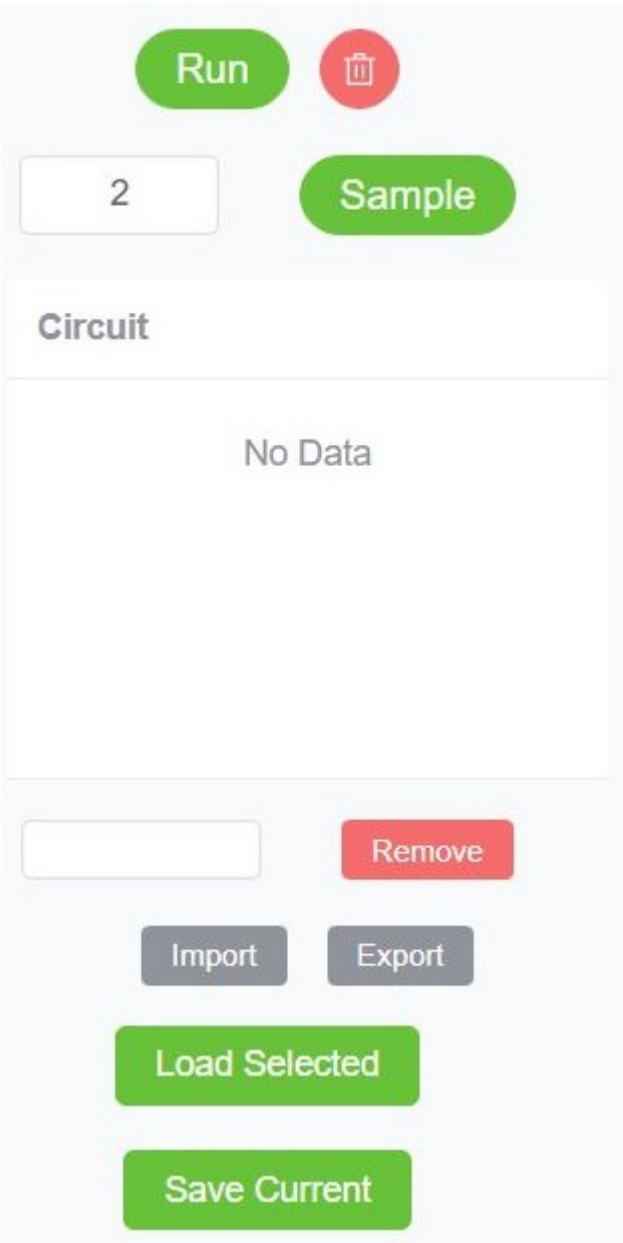 Run
2 Sample
Circuit
No Data
Remove
Import Export
Load Selected
Save Current